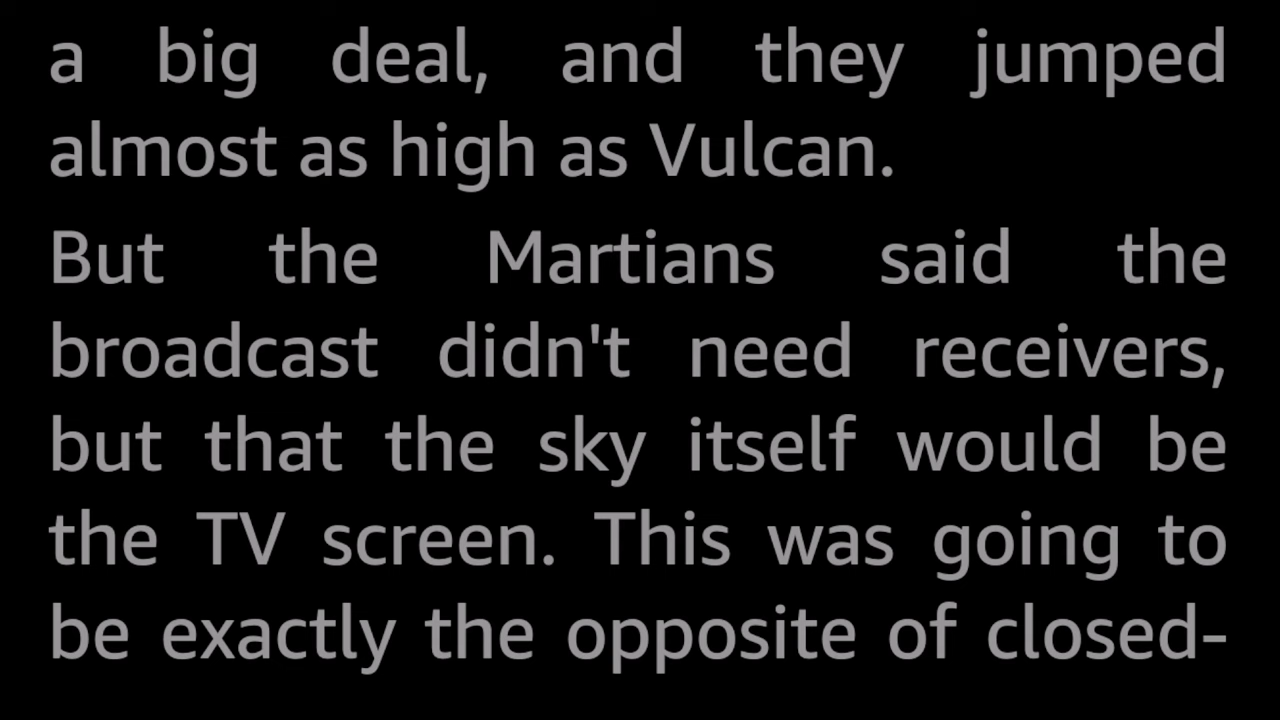 a big deal, and they jumped
almost as high as Vulcan.
But the Martians said the
broadcast didn't need receivers,
but that the sky itself would be
the TV screen. This was going to
be exactly the opposite of closed-